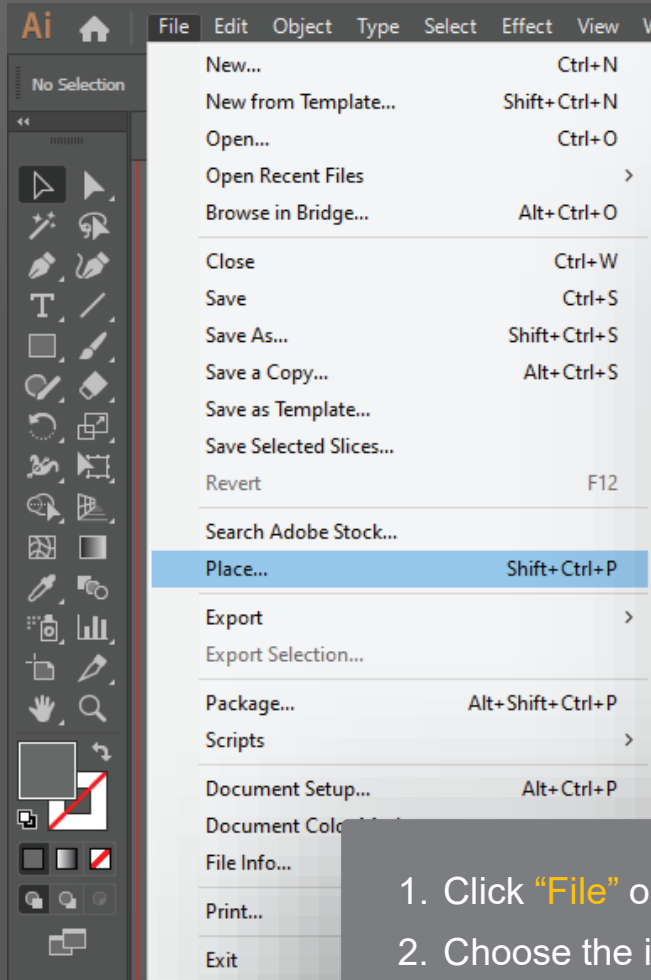 Ai File Edit Object Type Select Effect View
No Selection
New... Ctrl+N
New from Template... Shift+Ctrl+N
Open... Ctrl+O
Open Recent Files
Browse in Bridge... Alt+Ctrl+O
Close Ctrl+W
Save Ctrl+S
Save As... Shift+Ctrl+S
Save a Copy... Alt+Ctrl+S
Save as Template...
Save Selected Slices...
Revert F12
Search Adobe Stock...
Place... Shift+Ctrl+P
Export
Export Selection...
Package... Alt+Shift+Ctrl+P
Scripts
Document Setup... Alt+Ctrl+P
Document
File Info...
Print...
Exit
1. Click “File”
2. Choose the